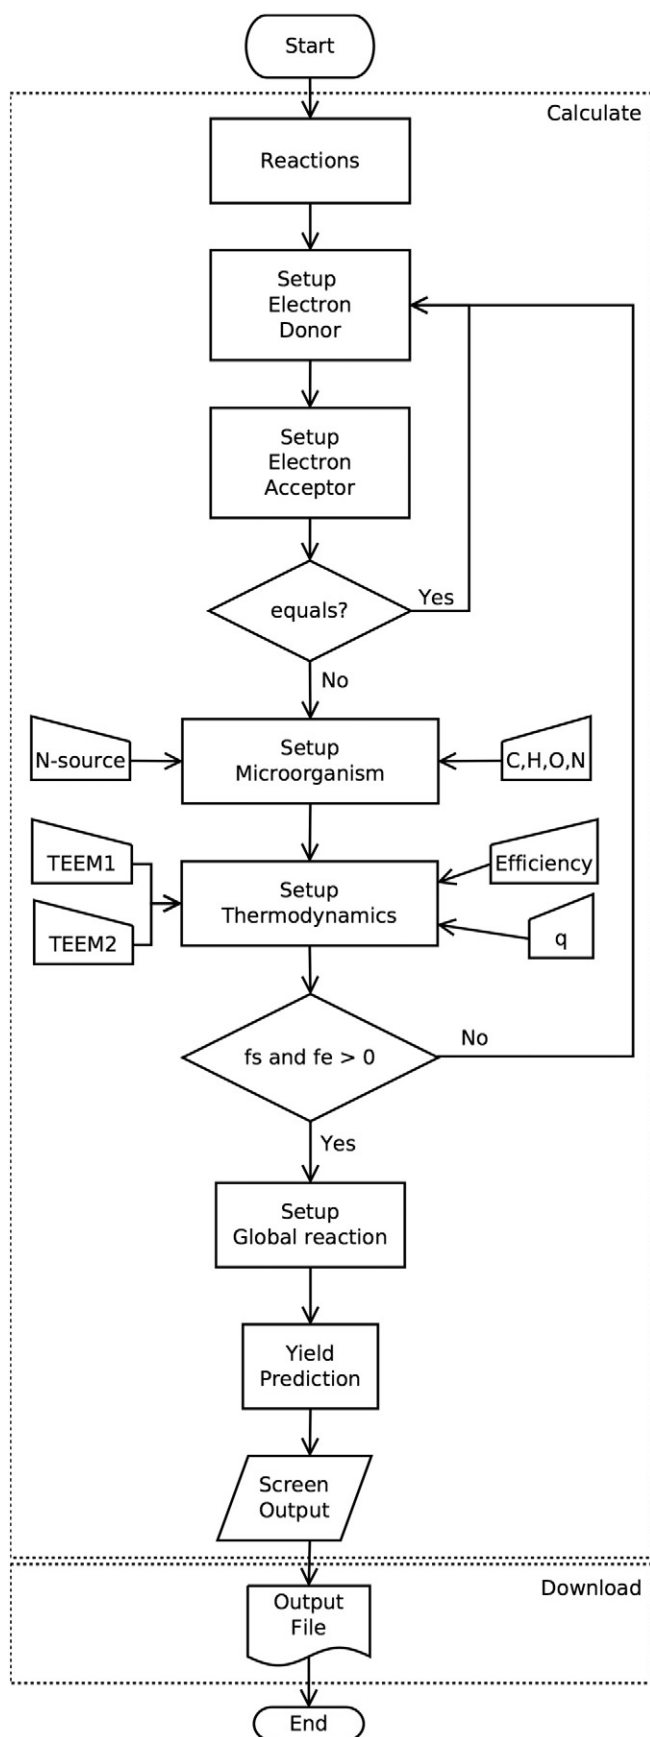 Start
Calculate
Reactions
Setup
Electron
Donor
Setup
Electron
Acceptor
equals?
Yes
No
N-source
Setup
Microorganism
C,H,O,N
TEEM1
TEEM2
Setup
Thermodynamics
Efficiency
q
fs and fe > 0
No
Yes
Setup
Global reaction
Yield
Prediction
Screen
Output
Download
Output
File
End